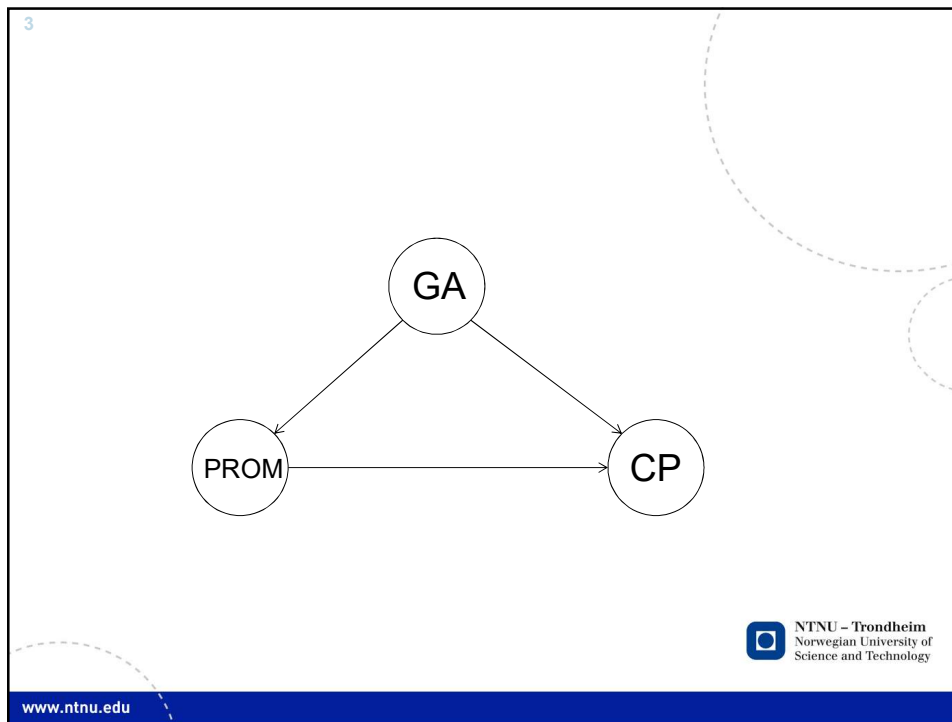 3
GA
PROM
CP
NTNU – Trondheim
Norwegian University of
Science and Technology
www.ntnu.edu